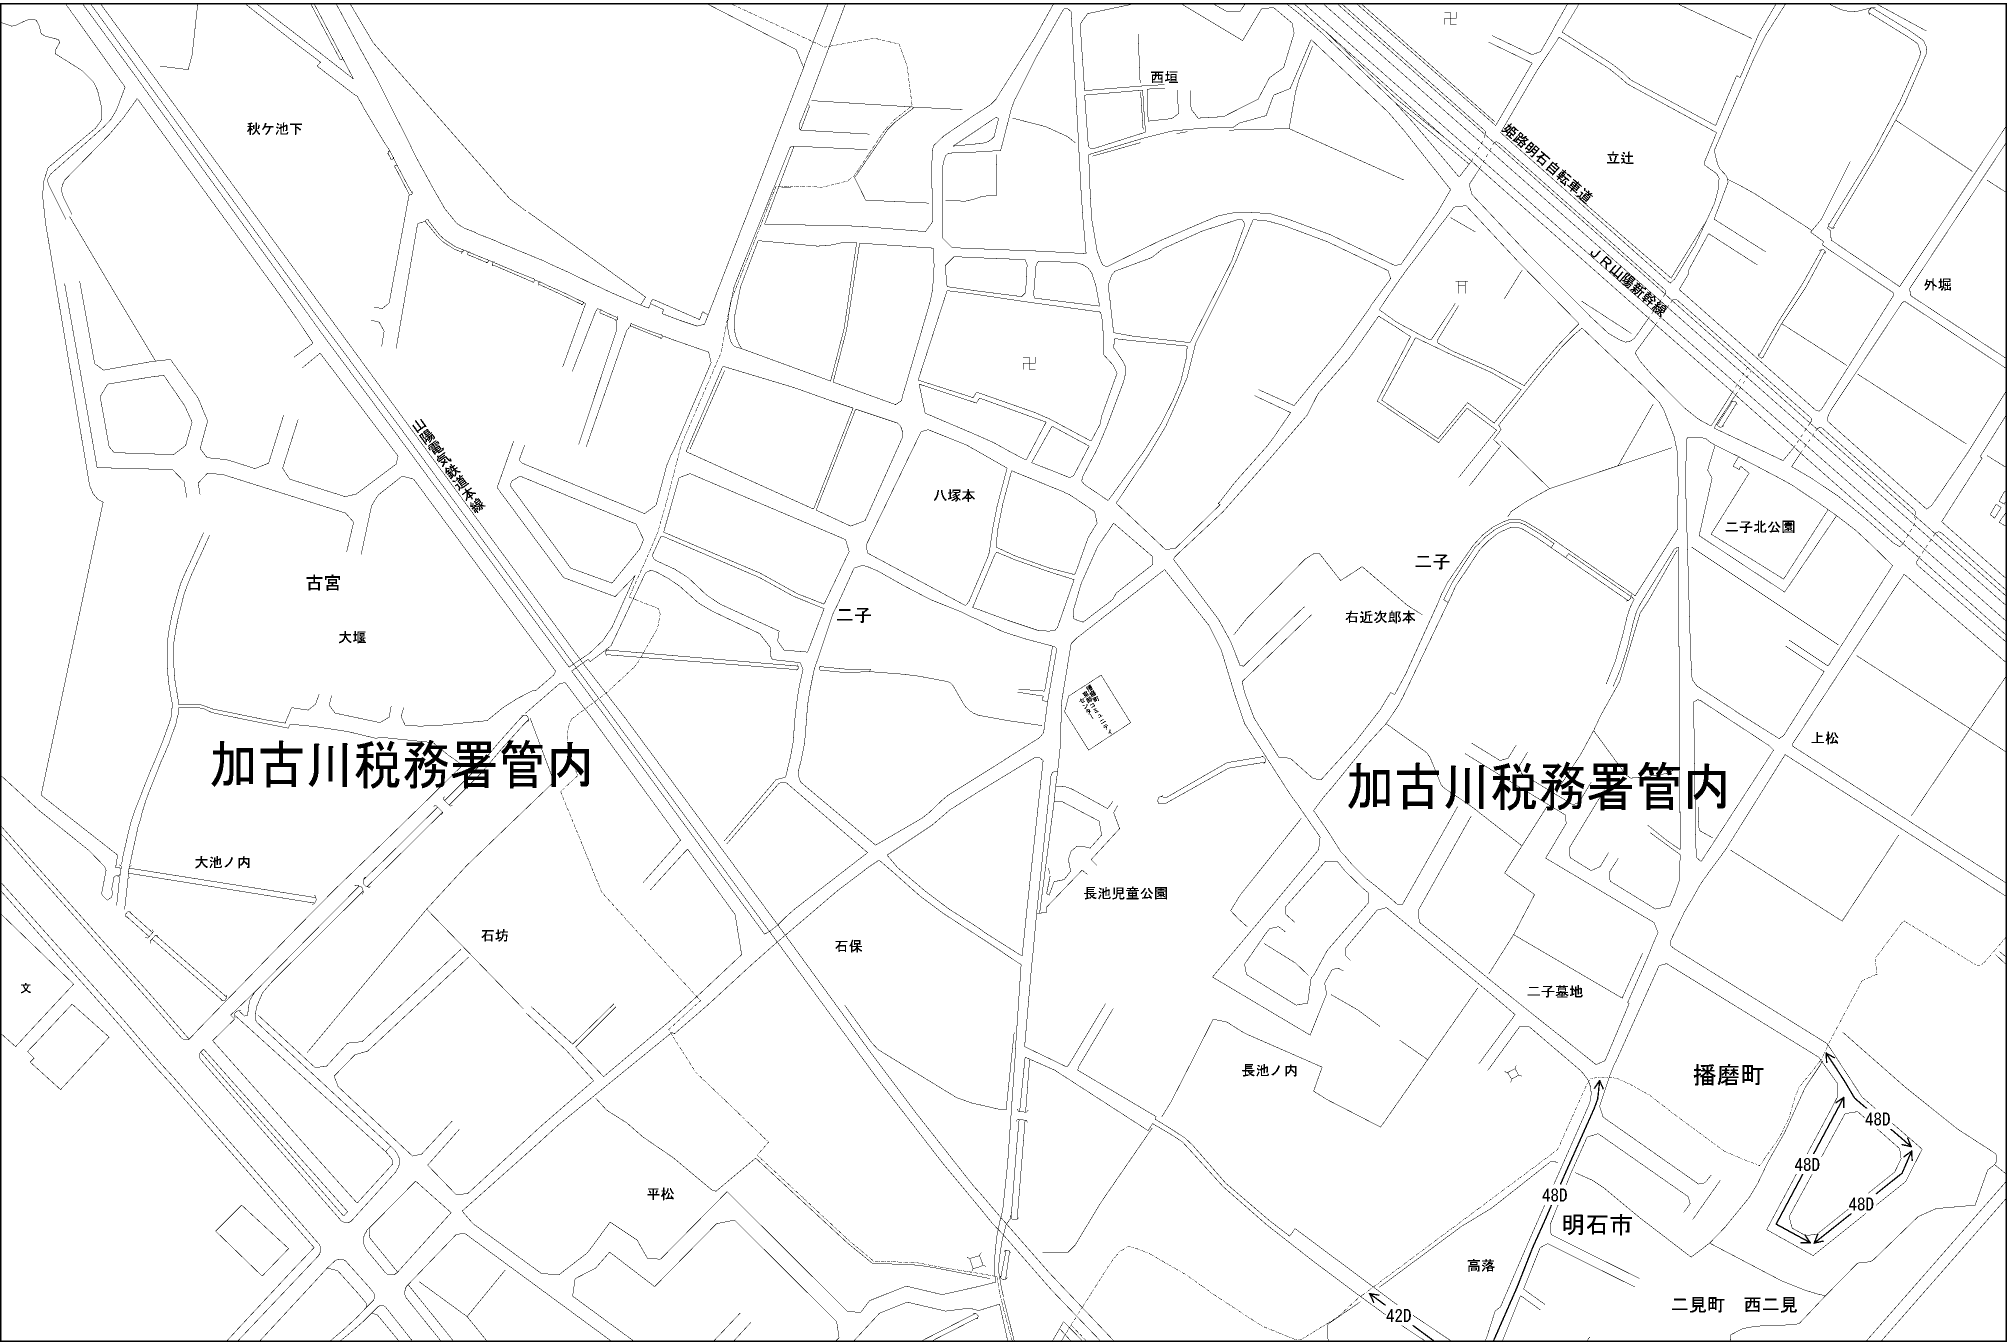 西垣
秋ケ池下
姫路明石自転車道
立辻
JR山陽新幹線
外堀
山陽電気鉄道本線
八塚本
二子北公園
二子
古宮
右近次郎本
二子
大堰
上松
加古川税務署管内
加古川税務署管内
大池ノ内
長池児童公園
石坊
石保
文
二子墓地
長池ノ内
播磨町
48D
48D
平松
48D
48D
明石市
高落
二見町 西二見
42D